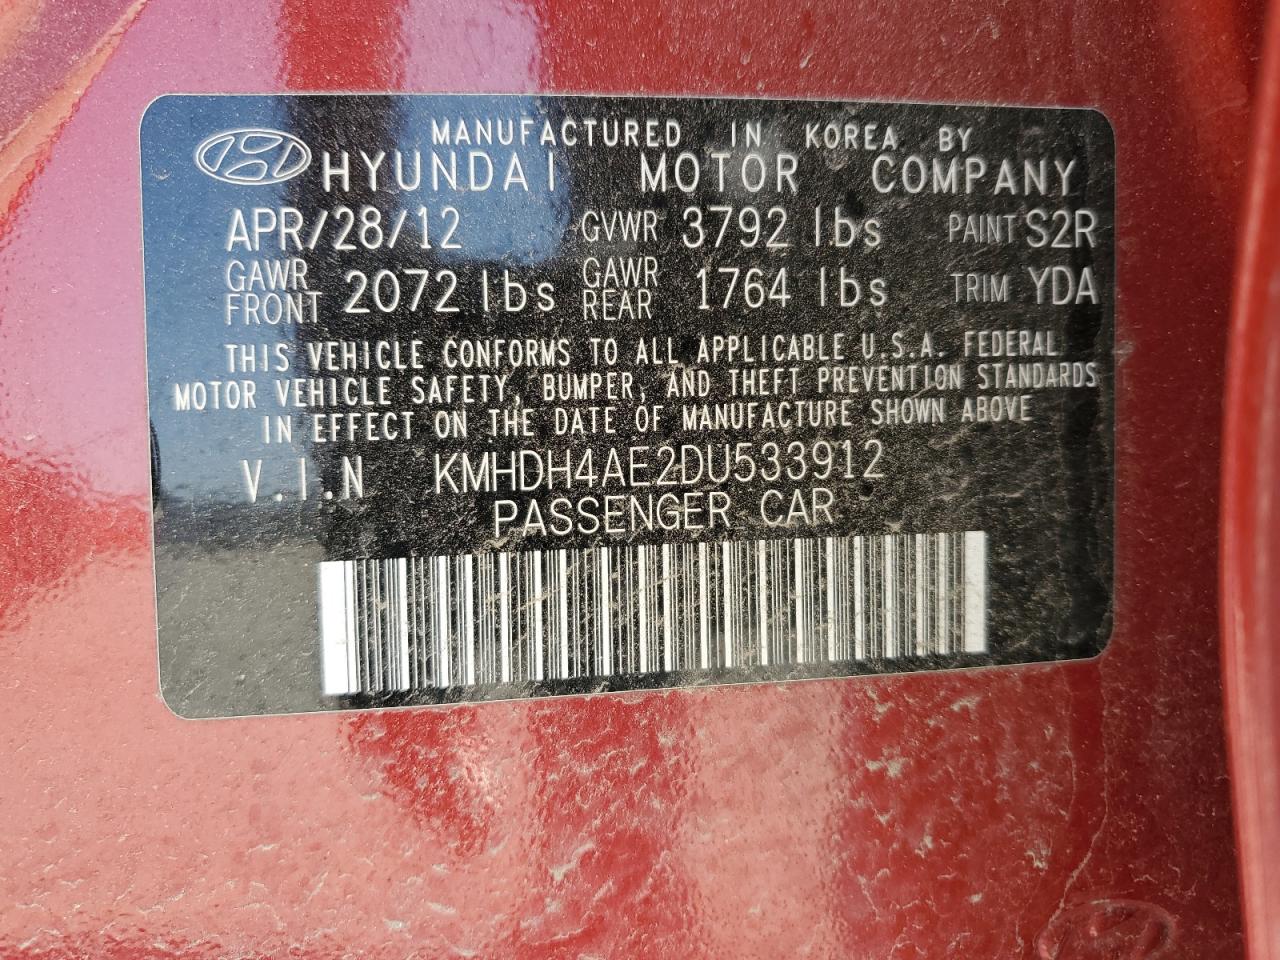 MANUFACTURED IN KOREA BY
HYUNDAI MOTOR COMPANY
APR/28/12 GVWR 3792 lbs PAINT S2R
GAWR FRONT 2072 lbs GAWR REAR 1764 lbs TRIM YDA
THIS VEHICLE CONFORMS TO ALL APPLICABLE U.S.A. FEDERAL
MOTOR VEHICLE SAFETY, BUMPER, AND THEFT PREVENTION STANDARDS
IN EFFECT ON THE DATE OF MANUFACTURE SHOWN ABOVE
V.I.N KMHDH4AE2DU533912
PASSENGER CAR